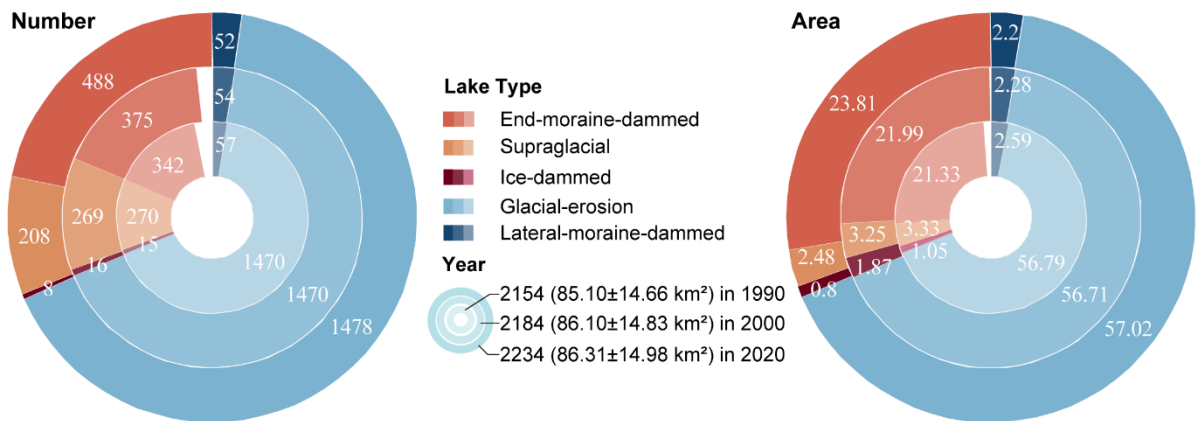 Number
52
488
54
375
57
342
269
270
208
15
16
8
1470
1470
1478
Lake Type
End-moraine-dammed
Supraglacial
Ice-dammed
Glacial-erosion
Lateral-moraine-dammed
Year
2154 (85.10±14.66 km²) in 1990
2184 (86.10±14.83 km²) in 2000
2234 (86.31±14.98 km²) in 2020
Area
2.2
2.28
23.81
21.99
2.59
21.33
3.33
3.25
2.48
1.05
1.87
0.8
56.79
56.71
57.02